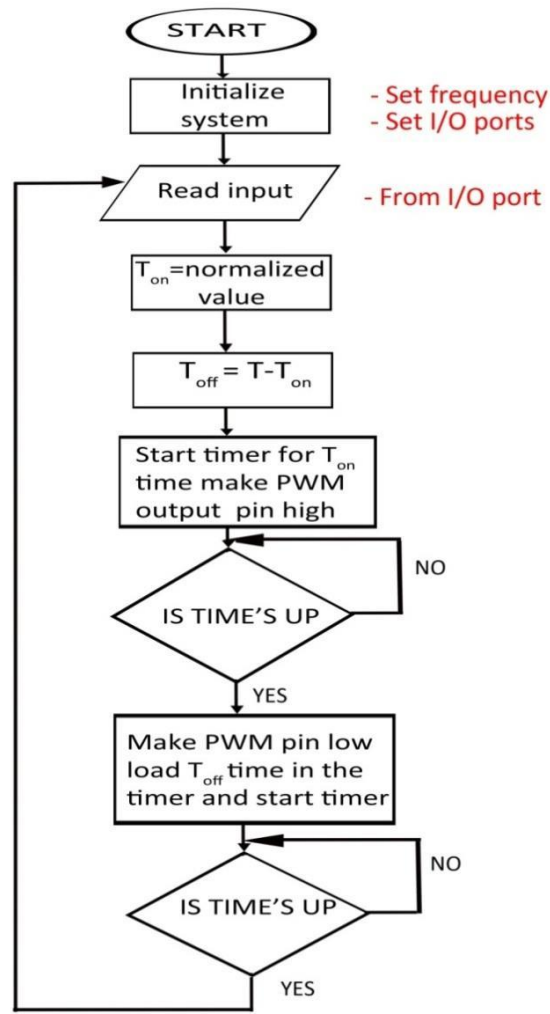 START
Initialize
system
- Set frequency
- Set I/O ports
Read input
- From I/O port
Ton=normalized
value
Toff = T-Ton
Start timer for Ton
time make PWM
output pin high
NO
IS TIME'S UP
YES
Make PWM pin low
load Toff time in the
timer and start timer
NO
IS TIME'S UP
YES